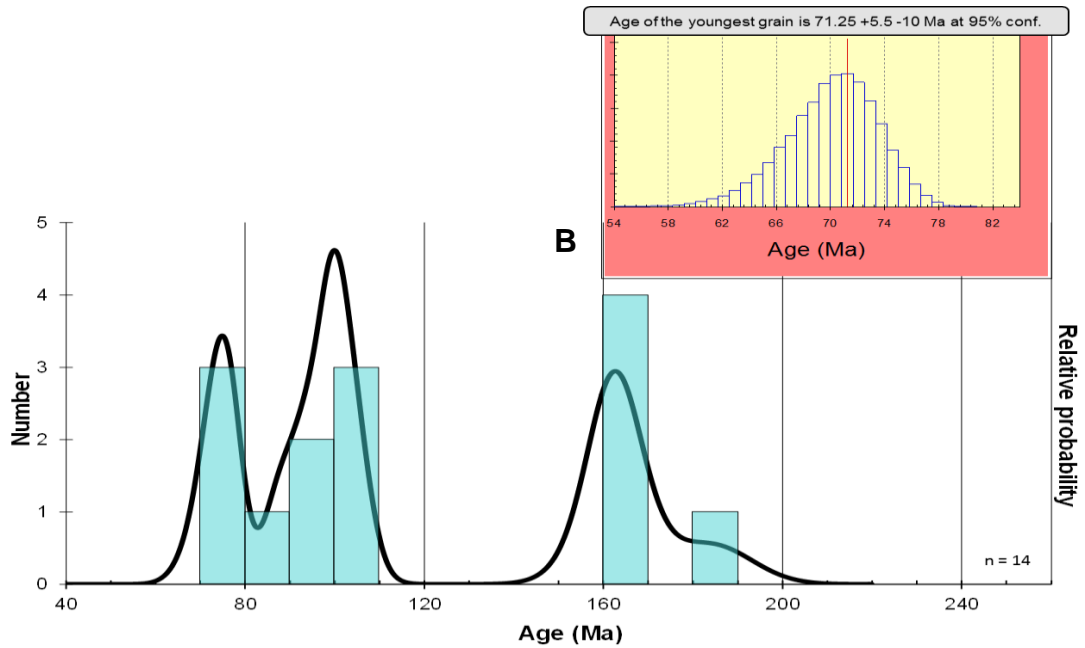 Age of the youngest grain is 71.25 +5.5 -10 Ma at 95% conf.
54 58 62 66 70 74 78 82
Age (Ma)
B
5
4
3
2
1
0
Number
Relative probability
n = 14
40 80 120 160 200 240
Age (Ma)